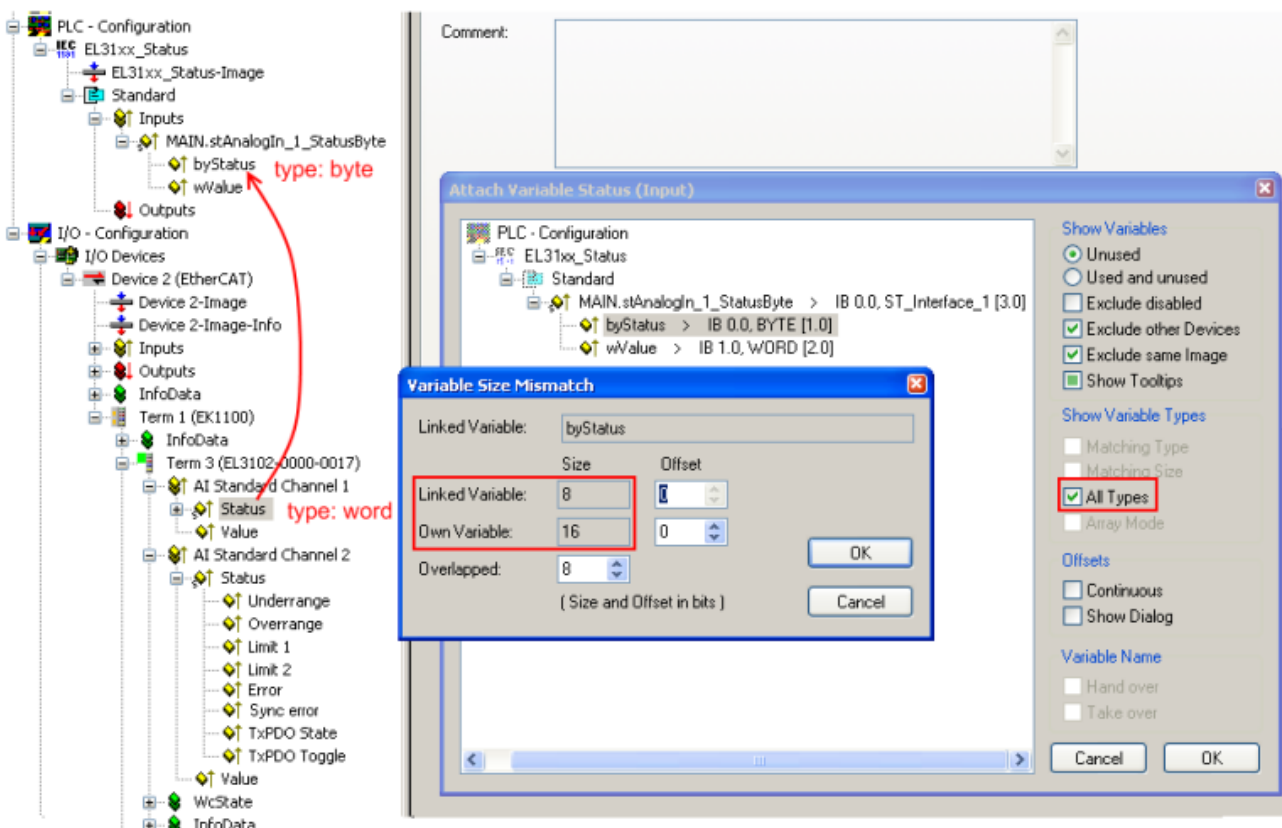 PLC - Configuration
IEC
1131
EL31xx_Status
EL31xx_Status-Image
Standard
Inputs
MAIN.stAnalogIn_1_StatusByte
byStatus
type: byte
wValue
Outputs
I/O - Configuration
I/O Devices
Device 2 (EtherCAT)
Device 2-Image
Device 2-Image-Info
Inputs
Outputs
InfoData
Term 1 (EK1100)
InfoData
Term 3 (EL3102-0000-0017)
AI Standard Channel 1
Status
type: word
Value
AI Standard Channel 2
Status
Underrange
Overrange
Limit 1
Limit 2
Error
Sync error
TxPDO State
TxPDO Toggle
Value
WcState
InfoData
Comment:
Attach Variable Status (Input)
PLC - Configuration
EL31xx_Status
Standard
MAIN.stAnalogIn_1_StatusByte > IB 0.0, ST_Interface_1 [3.0]
byStatus > IB 0.0, BYTE [1.0]
wValue > IB 1.0, WORD [2.0]
Show Variables
Unused
Used and unused
Exclude disabled
Exclude other Devices
Exclude same Image
Show Tooltips
Show Variable Types
Matching Type
Matching Size
All Types
Array Mode
Offsets
Continuous
Show Dialog
Variable Name
Hand over
Take over
Cancel
OK
Variable Size Mismatch
Linked Variable: byStatus
Size Offset
Linked Variable: 8 0
Own Variable: 16 0
Overlapped: 8
( Size and Offset in bits )
OK
Cancel